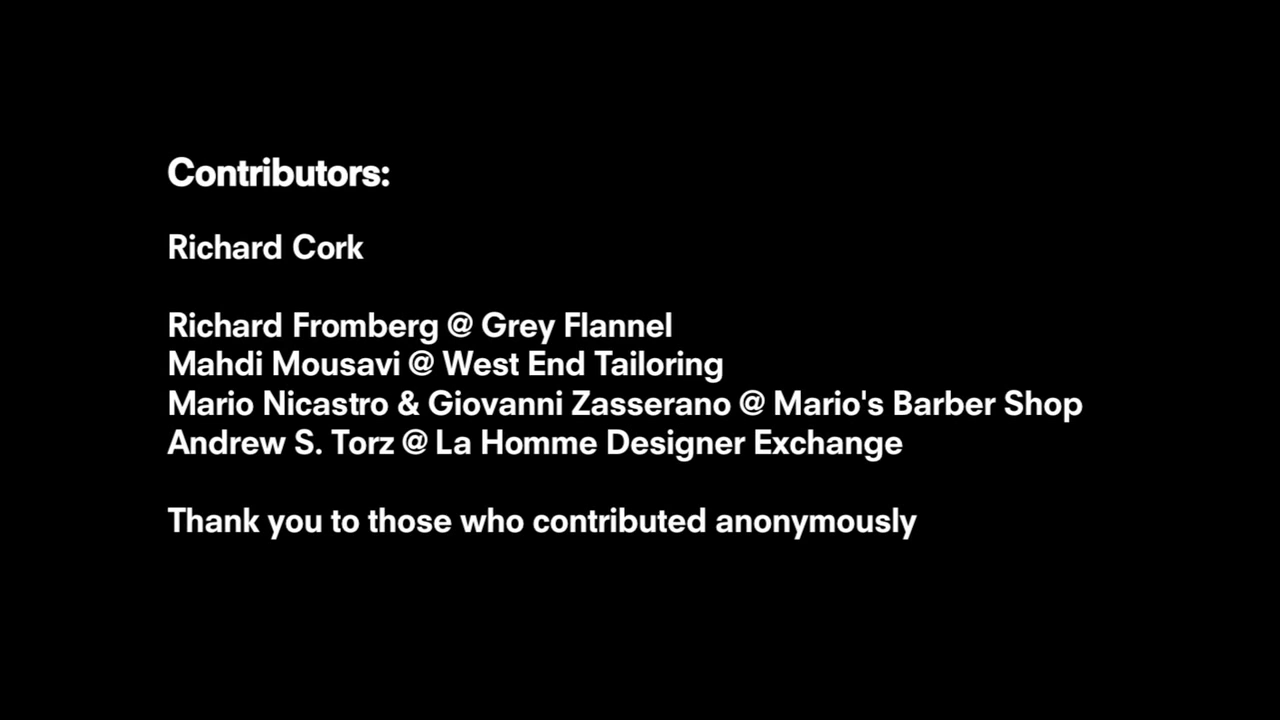 Contributors:
Richard Cork
Richard Fromberg @ Grey Flannel
Mahdi Mousavi @ West End Tailoring
Mario Nicastro & Giovanni Zasserano @ Mario's Barber Shop
Andrew S. Torz @ La Homme Designer Exchange
Thank you to those who contributed anonymously